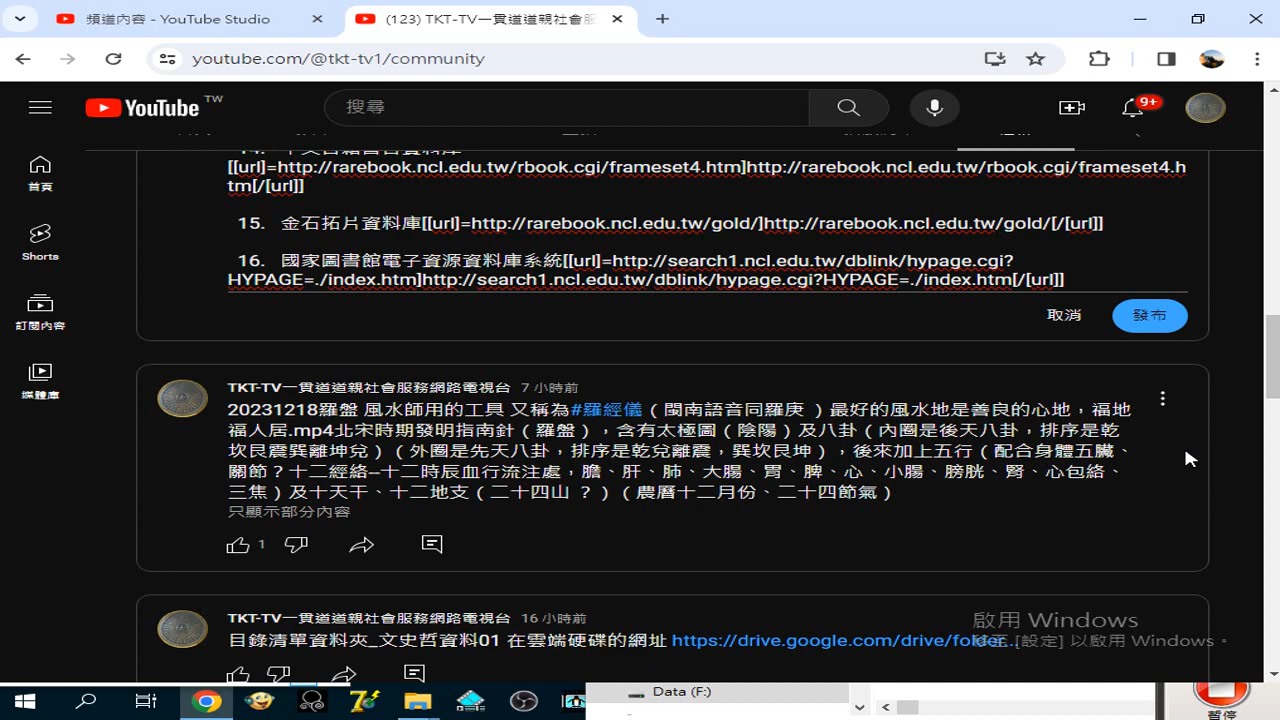 頻道內容 - YouTube Studio
(123) TKT-TV一貫道道親社會服
youtube.com/@tkt-tv1/community
YouTube TW
搜尋
9+
首頁
Shorts
訂閱內容
媒體庫
[[url]=http://rarebook.ncl.edu.tw/rbook.cgi/frameset4.htm]http://rarebook.ncl.edu.tw/rbook.cgi/frameset4.h
tm[/[url]]
15. 金石拓片資料庫[[url]=http://rarebook.ncl.edu.tw/gold/]http://rarebook.ncl.edu.tw/gold/[/[url]]
16. 國家圖書館電子資源資料庫系統[[url]=http://search1.ncl.edu.tw/dblink/hypage.cgi?
HYPAGE=./index.htm]http://search1.ncl.edu.tw/dblink/hypage.cgi?HYPAGE=./index.htm[/[url]]
取消
發布
TKT-TV一貫道道親社會服務網路電視台 7 小時前
20231218羅盤 風水師用的工具 又稱為#羅經儀（閩南語音同羅庚 ）最好的風水地是善良的心地，福地
福人居.mp4北宋時期發明指南針（羅盤），含有太極圖（陰陽）及八卦（內圈是後天八卦，排序是乾
坎艮震巽離坤兌）（外圈是先天八卦，排序是乾兌離震，巽坎艮坤），後來加上五行（配合身體五臟、
關節？十二經絡--十二時辰血行流注處，膽、肝、肺、大腸、胃、脾、心、小腸、膀胱、腎、心包絡、
三焦）及十天干、十二地支（二十四山 ？）（農曆十二月份、二十四節氣）
只顯示部分內容
1
TKT-TV一貫道道親社會服務網路電視台 16 小時前
目錄清單資料夾_文史哲資料01 在雲端硬碟的網址 https://drive.google.com/drive/folder...
啟用 Windows
移至 [設定] 以啟用 Windows。
Data (F:)
暫停